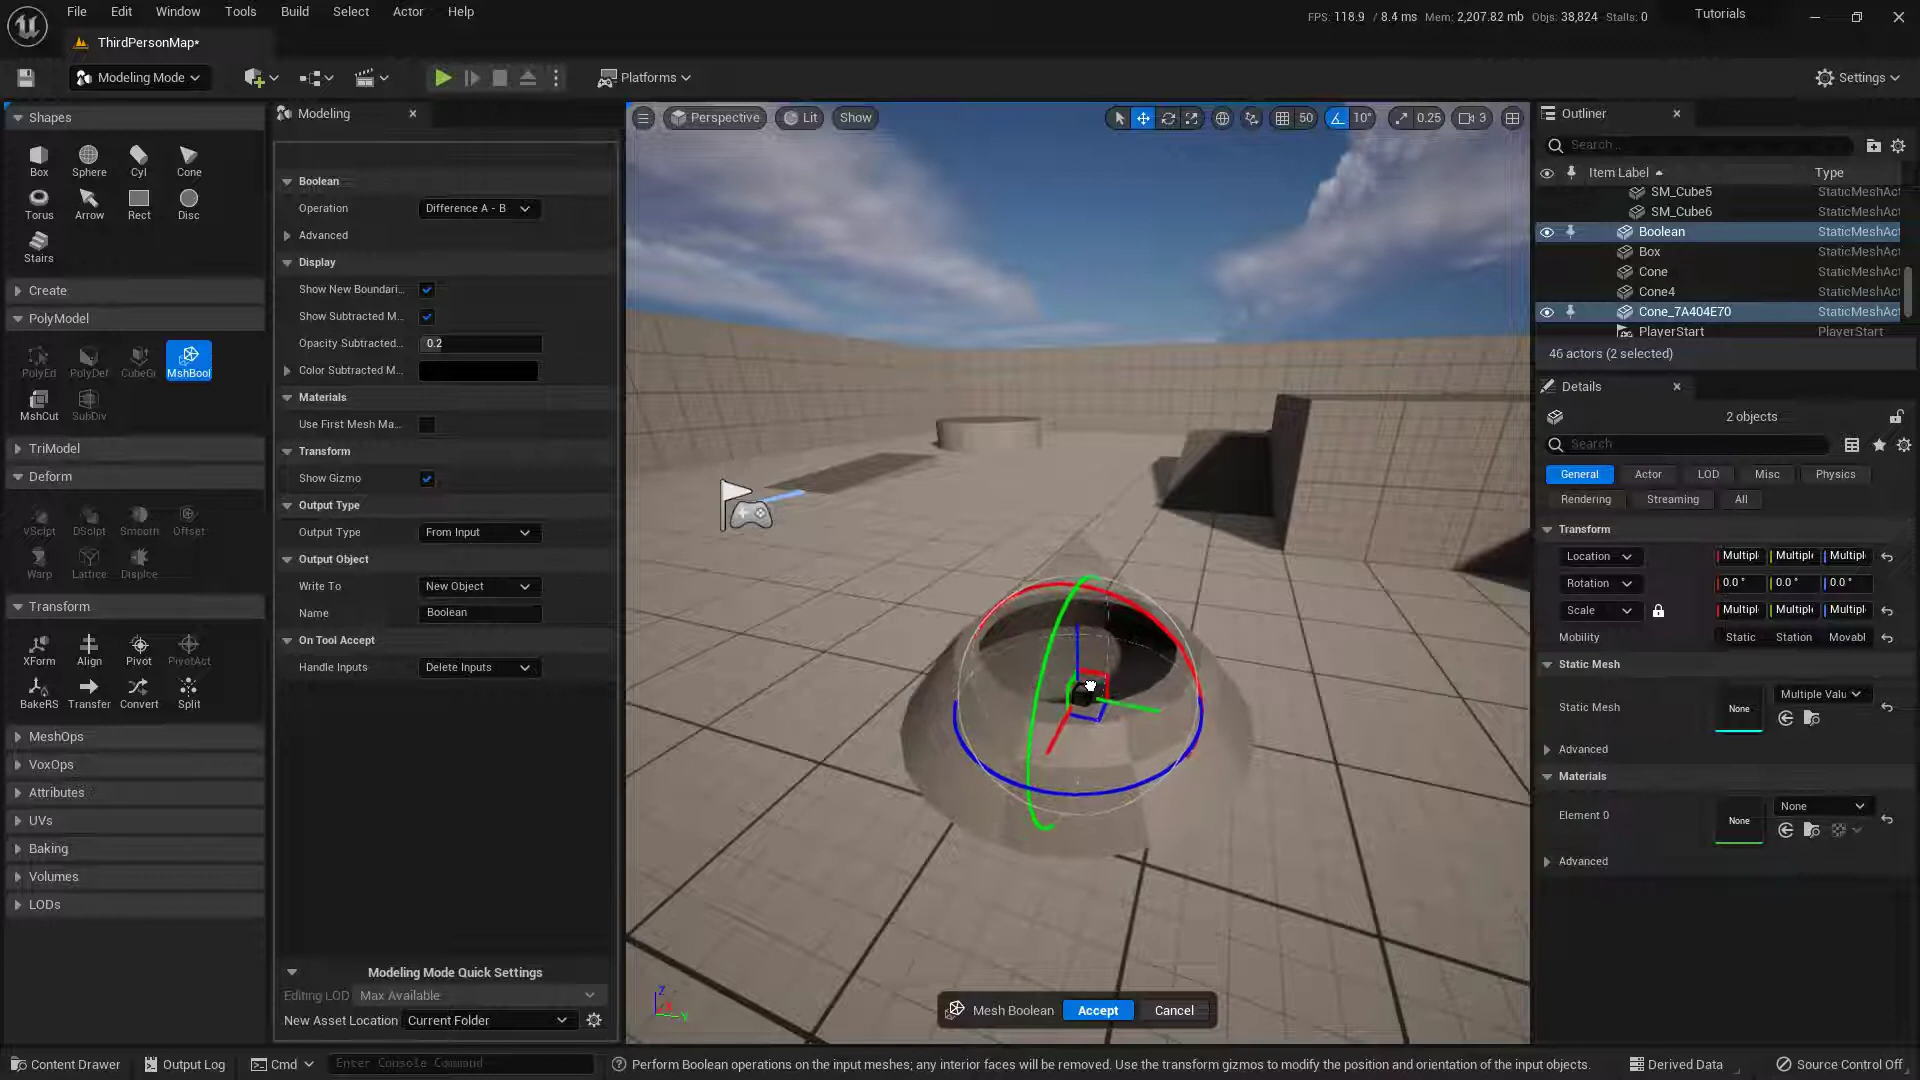 File Edit Window Tools Build Select Actor Help
FPS: 118.9 / 8.4 ms Mem: 2,207.82 mb Objs: 38,824 Stalls: 0
Tutorials
ThirdPersonMap*
Modeling Mode
Platforms
Settings
Shapes
Box Sphere Cyl Cone
Torus Arrow Rect Disc
Stairs
Create
PolyModel
PolyEd PolyDef CubeGr MshBool
MshCut SubDiv
TriModel
Deform
VSclpt DSclpt Smooth Offset
Warp Lattice Displce
Transform
XForm Align Pivot PivotAct
BakeRS Transfer Convert Split
MeshOps
VoxOps
Attributes
UVs
Baking
Volumes
LODs
Modeling
Boolean
Operation Difference A - B
Advanced
Display
Show New Boundari...
Show Subtracted M...
Opacity Subtracted... 0.2
Color Subtracted M...
Materials
Use First Mesh Ma...
Transform
Show Gizmo
Output Type
Output Type From Input
Output Object
Write To New Object
Name Boolean
On Tool Accept
Handle Inputs Delete Inputs
Modeling Mode Quick Settings
Editing LOD Max Available
New Asset Location Current Folder
Perspective Lit Show
50 10° 0.25 3
Z
Y
Mesh Boolean Accept Cancel
Outliner
Search...
Item Label Type
SM_Cube5 StaticMeshAct
SM_Cube6 StaticMeshAct
Boolean StaticMeshAct
Box StaticMeshAct
Cone StaticMeshAct
Cone4 StaticMeshAct
Cone_7A404E70 StaticMeshAct
PlayerStart PlayerStart
46 actors (2 selected)
Details
2 objects
Search
General Actor LOD Misc Physics
Rendering Streaming All
Transform
Location Multipl Multipl Multipl
Rotation 0.0 ° 0.0 ° 0.0 °
Scale Multipl Multipl Multipl
Mobility Static Station Movabl
Static Mesh
Static Mesh None Multiple Valu
Advanced
Materials
Element 0 None None
Advanced
Content Drawer Output Log Cmd Enter Console Command
Perform Boolean operations on the input meshes; any interior faces will be removed. Use the transform gizmos to modify the position and orientation of the input objects.
Derived Data Source Control Off